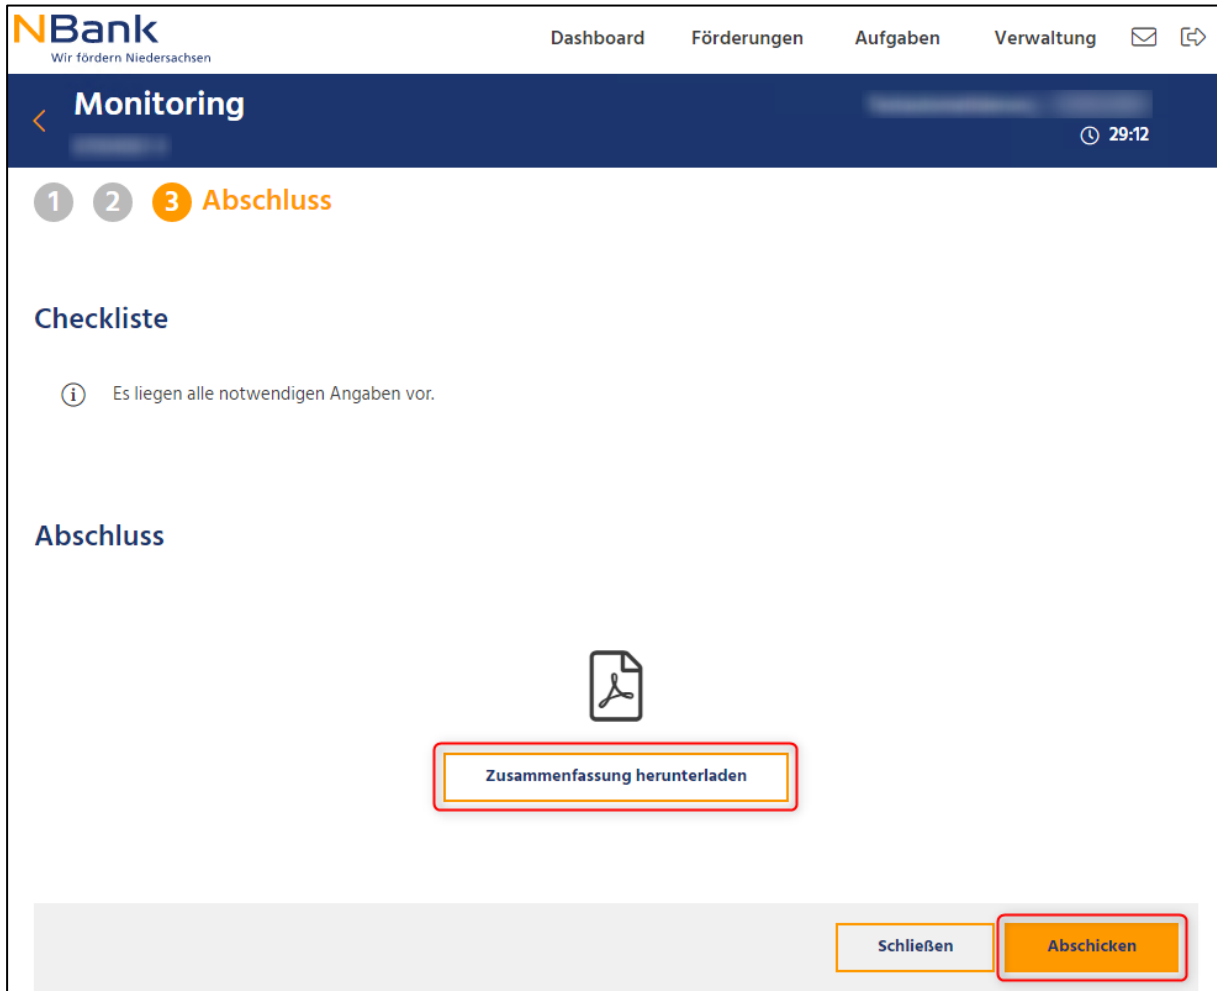 NBank
Wir fördern Niedersachsen
Dashboard Förderungen Aufgaben Verwaltung
Monitoring
29:12
1 2 3 Abschluss
Checkliste
i Es liegen alle notwendigen Angaben vor.
Abschluss
Zusammenfassung herunterladen
Schließen Abschicken